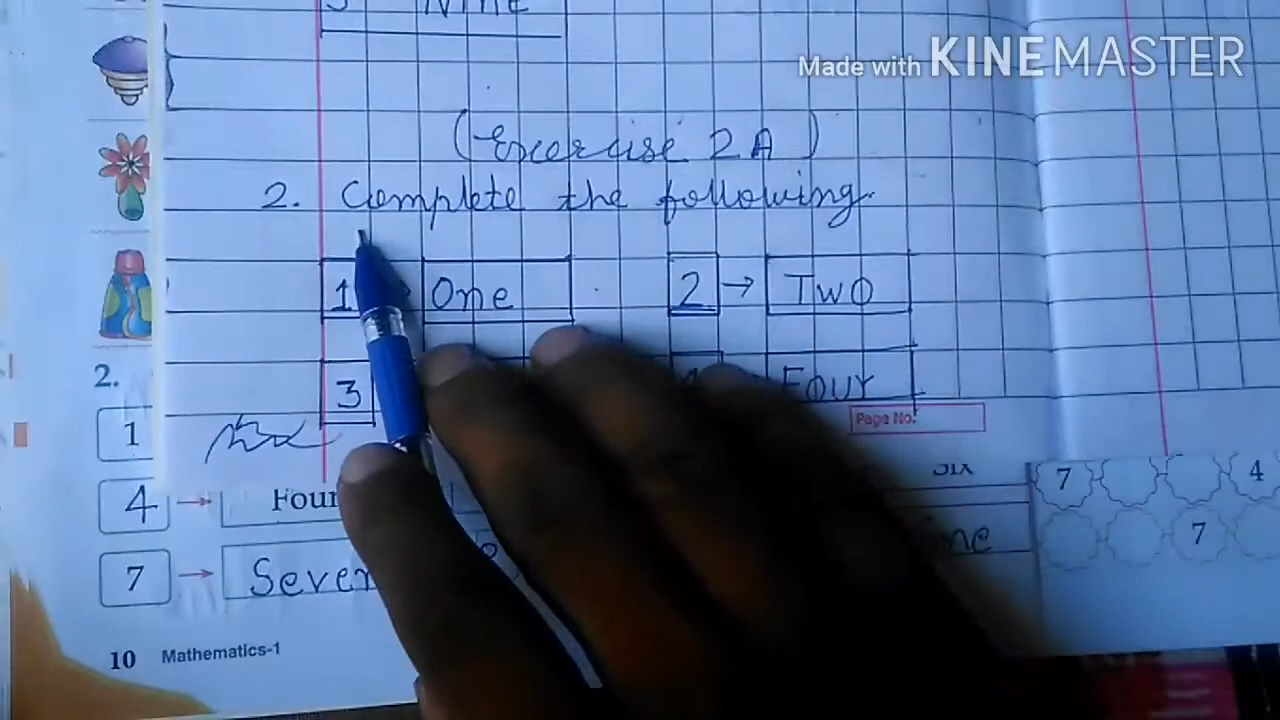 Nine
Made with KINEMASTER
(Exercise 2A)
2. Complete the following.
1 One 2 → Two
3 Four
Page No.
2.
1
4 → Four
7 → Seven
7 4
7
10 Mathematics-1